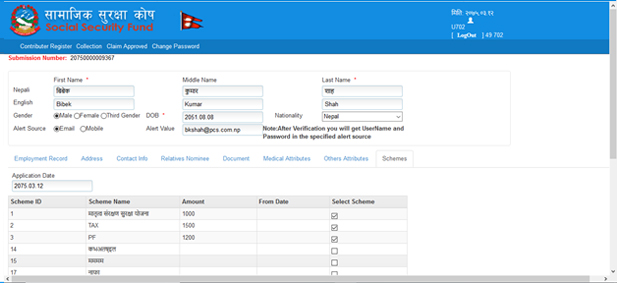 सामाजिक सुरक्षा कोष
Social Security Fund
मिति: २०७५.०३.१२
U702
[ LogOut ] 49 702
Contributor Register Collection Claim Approved Change Password
Submission Number: 20750000009367
First Name * Middle Name Last Name *
Nepali बिबेक कुमार शाह
English Bibek Kumar Shah
Gender Male Female Third Gender DOB * 2051.08.08 Nationality Nepal
Alert Source Email Mobile Alert Value bkshah@pcs.com.np Note:After Verification you will get UserName and
Password in the specified alert source
Employment Record Address Contact Info Relatives Nominee Document Medical Attributes Others Attributes Schemes
Application Date
2075.03.12
Scheme ID Scheme Name Amount From Date Select Scheme
1 मातृत्व संरक्षण सुरक्षा योजना 1000
2 TAX 1500
3 PF 1200
14
15
17